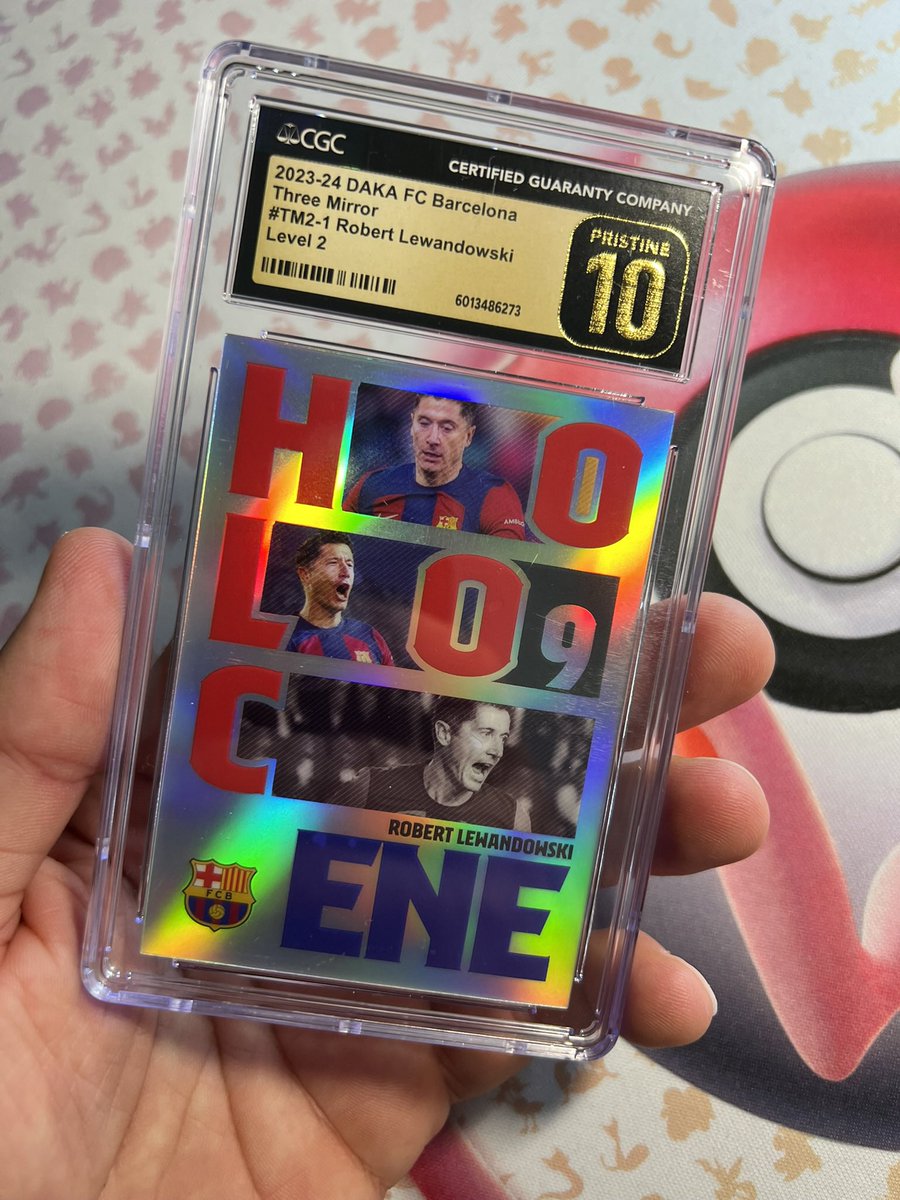 CGC
CERTIFIED GUARANTY COMPANY
2023-24 DAKA FC Barcelona
Three Mirror
#TM2-1 Robert Lewandowski
Level 2
6013486273
PRISTINE
10
H O
AMBILIG
L O 9
C
ROBERT LEWANDOWSKI
FCB
ENE